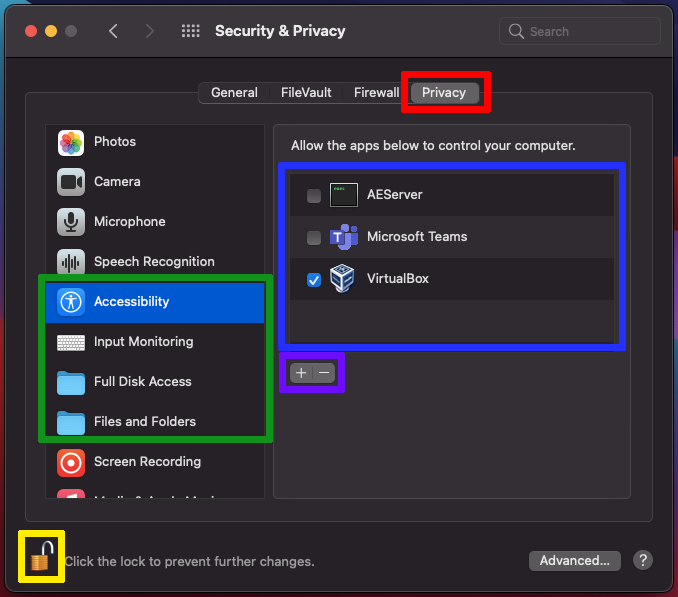 Security & Privacy
Search
General
FileVault
Firewall
Privacy
Photos
Camera
Microphone
Speech Recognition
Accessibility
Input Monitoring
Full Disk Access
Files and Folders
Screen Recording
Allow the apps below to control your computer.
AEServer
Microsoft Teams
VirtualBox
+ −
Click the lock to prevent further changes.
Advanced...
?